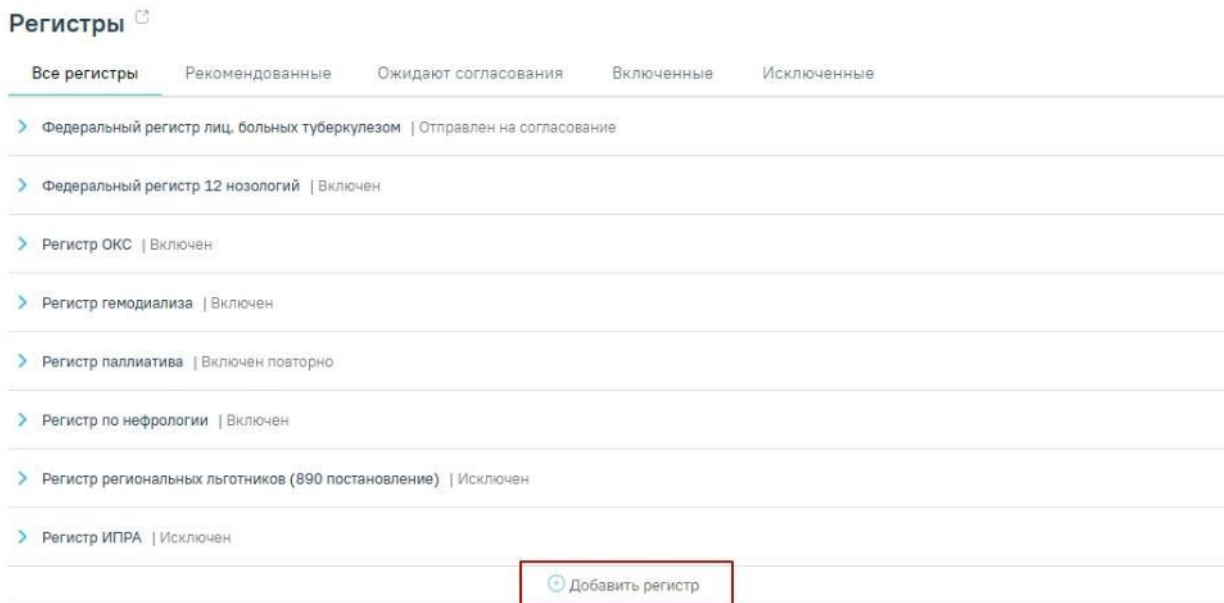 Регистры
Все регистры Рекомендованные Ожидают согласования Включенные Исключенные
Федеральный регистр лиц, больных туберкулезом | Отправлен на согласование
Федеральный регистр 12 нозологий | Включен
Регистр ОКС | Включен
Регистр гемодиализа | Включен
Регистр паллиатива | Включен повторно
Регистр по нефрологии | Включен
Регистр региональных льготников (890 постановление) | Исключен
Регистр ИПРА | Исключен
Добавить регистр